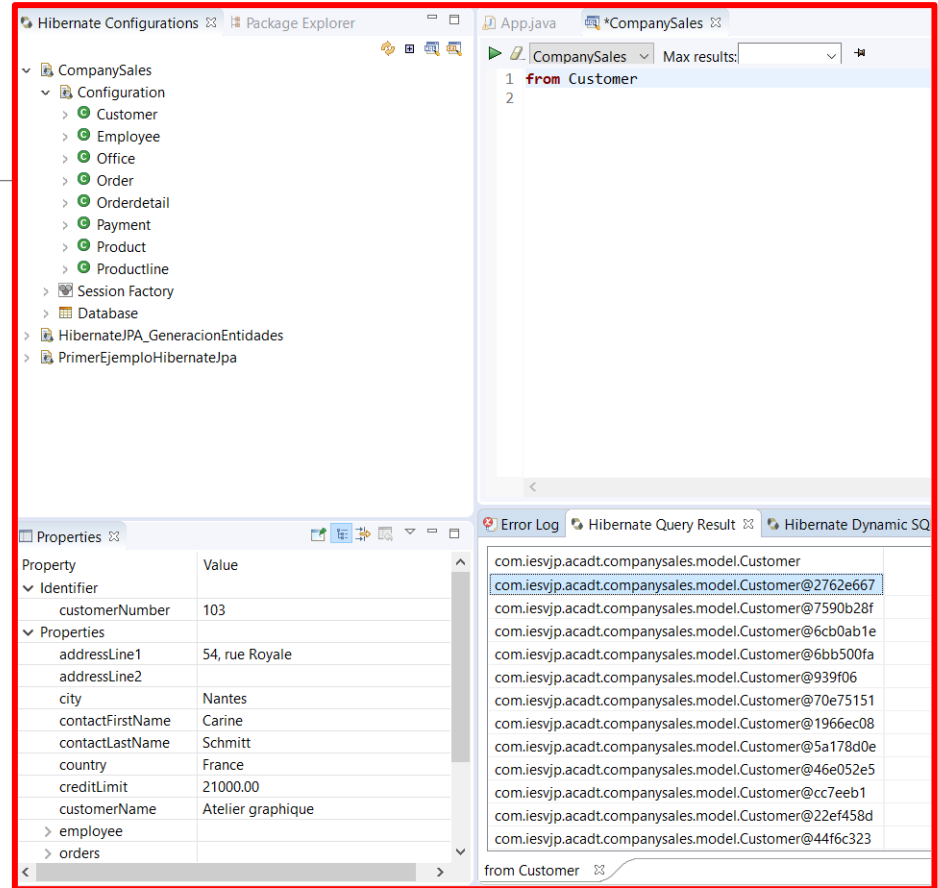 Hibernate Configurations
Package Explorer
CompanySales
Configuration
Customer
Employee
Office
Order
Orderdetail
Payment
Product
Productline
Session Factory
Database
HibernateJPA_GeneracionEntidades
PrimerEjemploHibernateJpa
App.java
*CompanySales
CompanySales Max results:
1 from Customer
2
Properties
Property Value
Identifier
customerNumber 103
Properties
addressLine1 54, rue Royale
addressLine2
city Nantes
contactFirstName Carine
contactLastName Schmitt
country France
creditLimit 21000.00
customerName Atelier graphique
employee
orders
Error Log
Hibernate Query Result
Hibernate Dynamic SQ
com.iesvjp.acadt.companysales.model.Customer
com.iesvjp.acadt.companysales.model.Customer@2762e667
com.iesvjp.acadt.companysales.model.Customer@7590b28f
com.iesvjp.acadt.companysales.model.Customer@6cb0ab1e
com.iesvjp.acadt.companysales.model.Customer@6bb500fa
com.iesvjp.acadt.companysales.model.Customer@939f06
com.iesvjp.acadt.companysales.model.Customer@70e75151
com.iesvjp.acadt.companysales.model.Customer@1966ec08
com.iesvjp.acadt.companysales.model.Customer@5a178d0e
com.iesvjp.acadt.companysales.model.Customer@46e052e5
com.iesvjp.acadt.companysales.model.Customer@cc7eeb1
com.iesvjp.acadt.companysales.model.Customer@22ef458d
com.iesvjp.acadt.companysales.model.Customer@44f6c323
from Customer